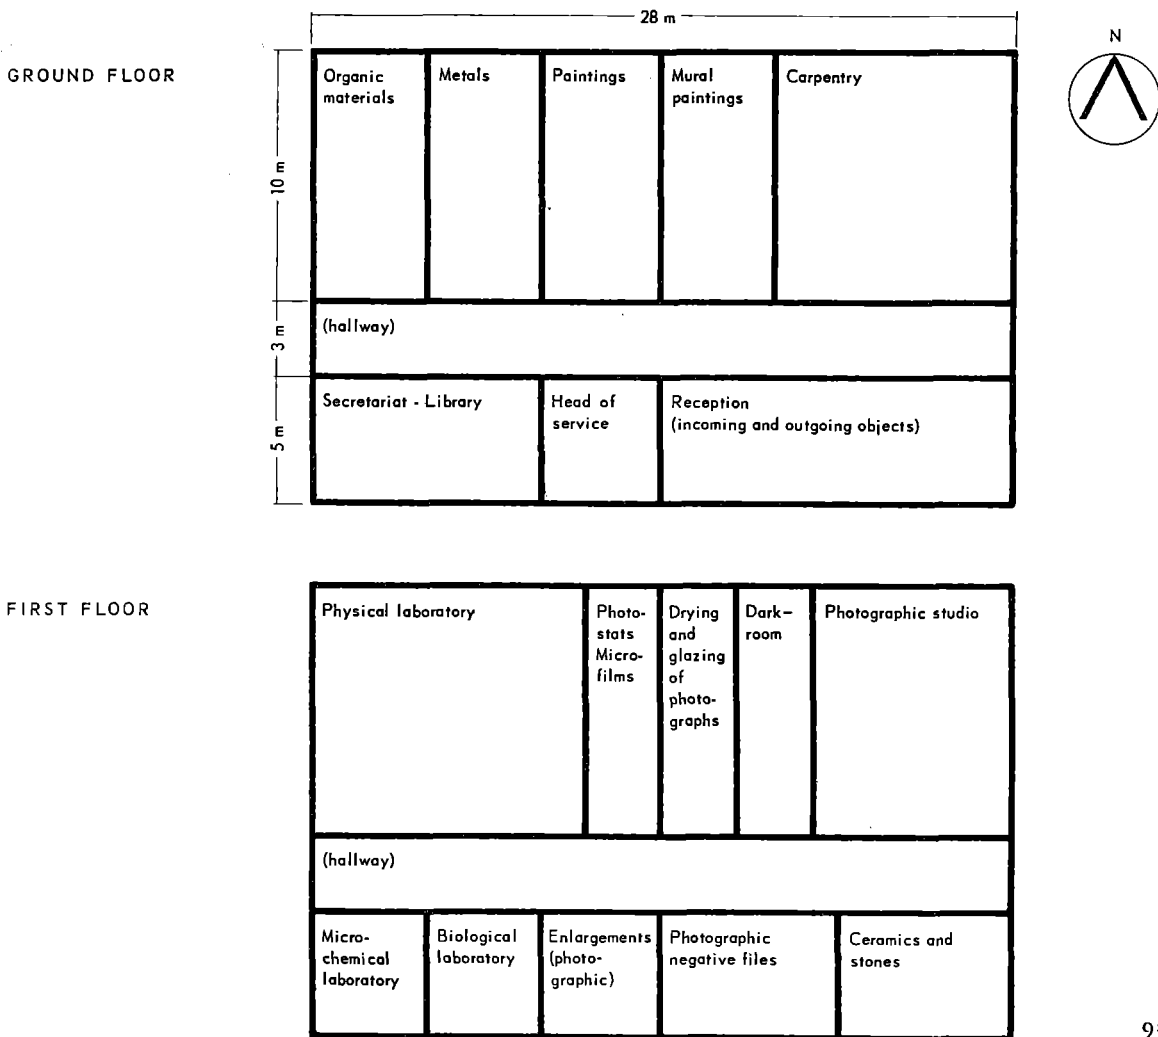 28 m
N
GROUND FLOOR
Organic
materials
Metals
Paintings
Mural
paintings
Carpentry
10 m
(hallway)
3 m
Secretariat - Library
Head of
service
Reception
(incoming and outgoing objects)
5 m
FIRST FLOOR
Physical laboratory
Photo-
stats
Micro-
films
Drying
and
glazing
of
photo-
graphs
Dark-
room
Photographic studio
(hallway)
Micro-
chemical
laboratory
Biological
laboratory
Enlargements
(photo-
graphic)
Photographic
negative files
Ceramics and
stones